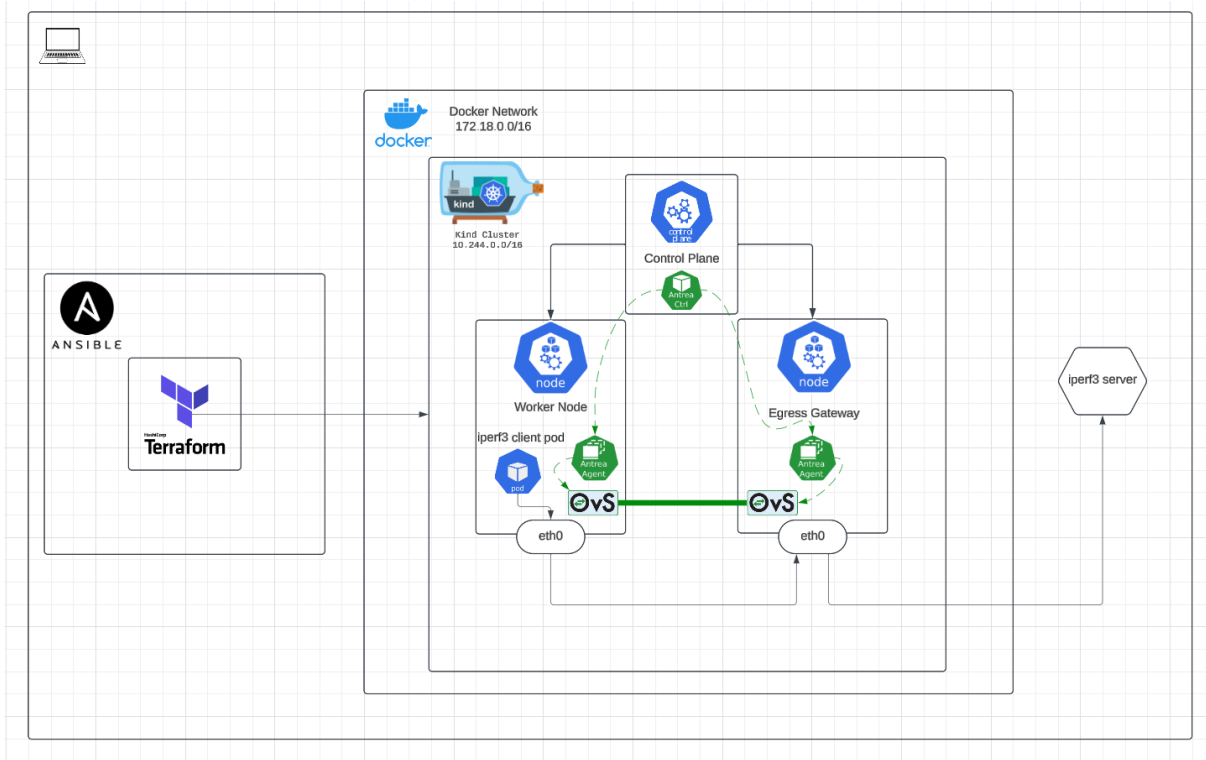 docker
Docker Network
172.18.0.0/16
kind
Kind Cluster
10.244.0.0/16
control
plane
Control Plane
Antrea
Ctrl
ANSIBLE
HashiCorp
Terraform
node
Worker Node
node
Egress Gateway
iperf3 server
iperf3 client pod
pod
Antrea
Agent
Antrea
Agent
OvS
OvS
eth0
eth0